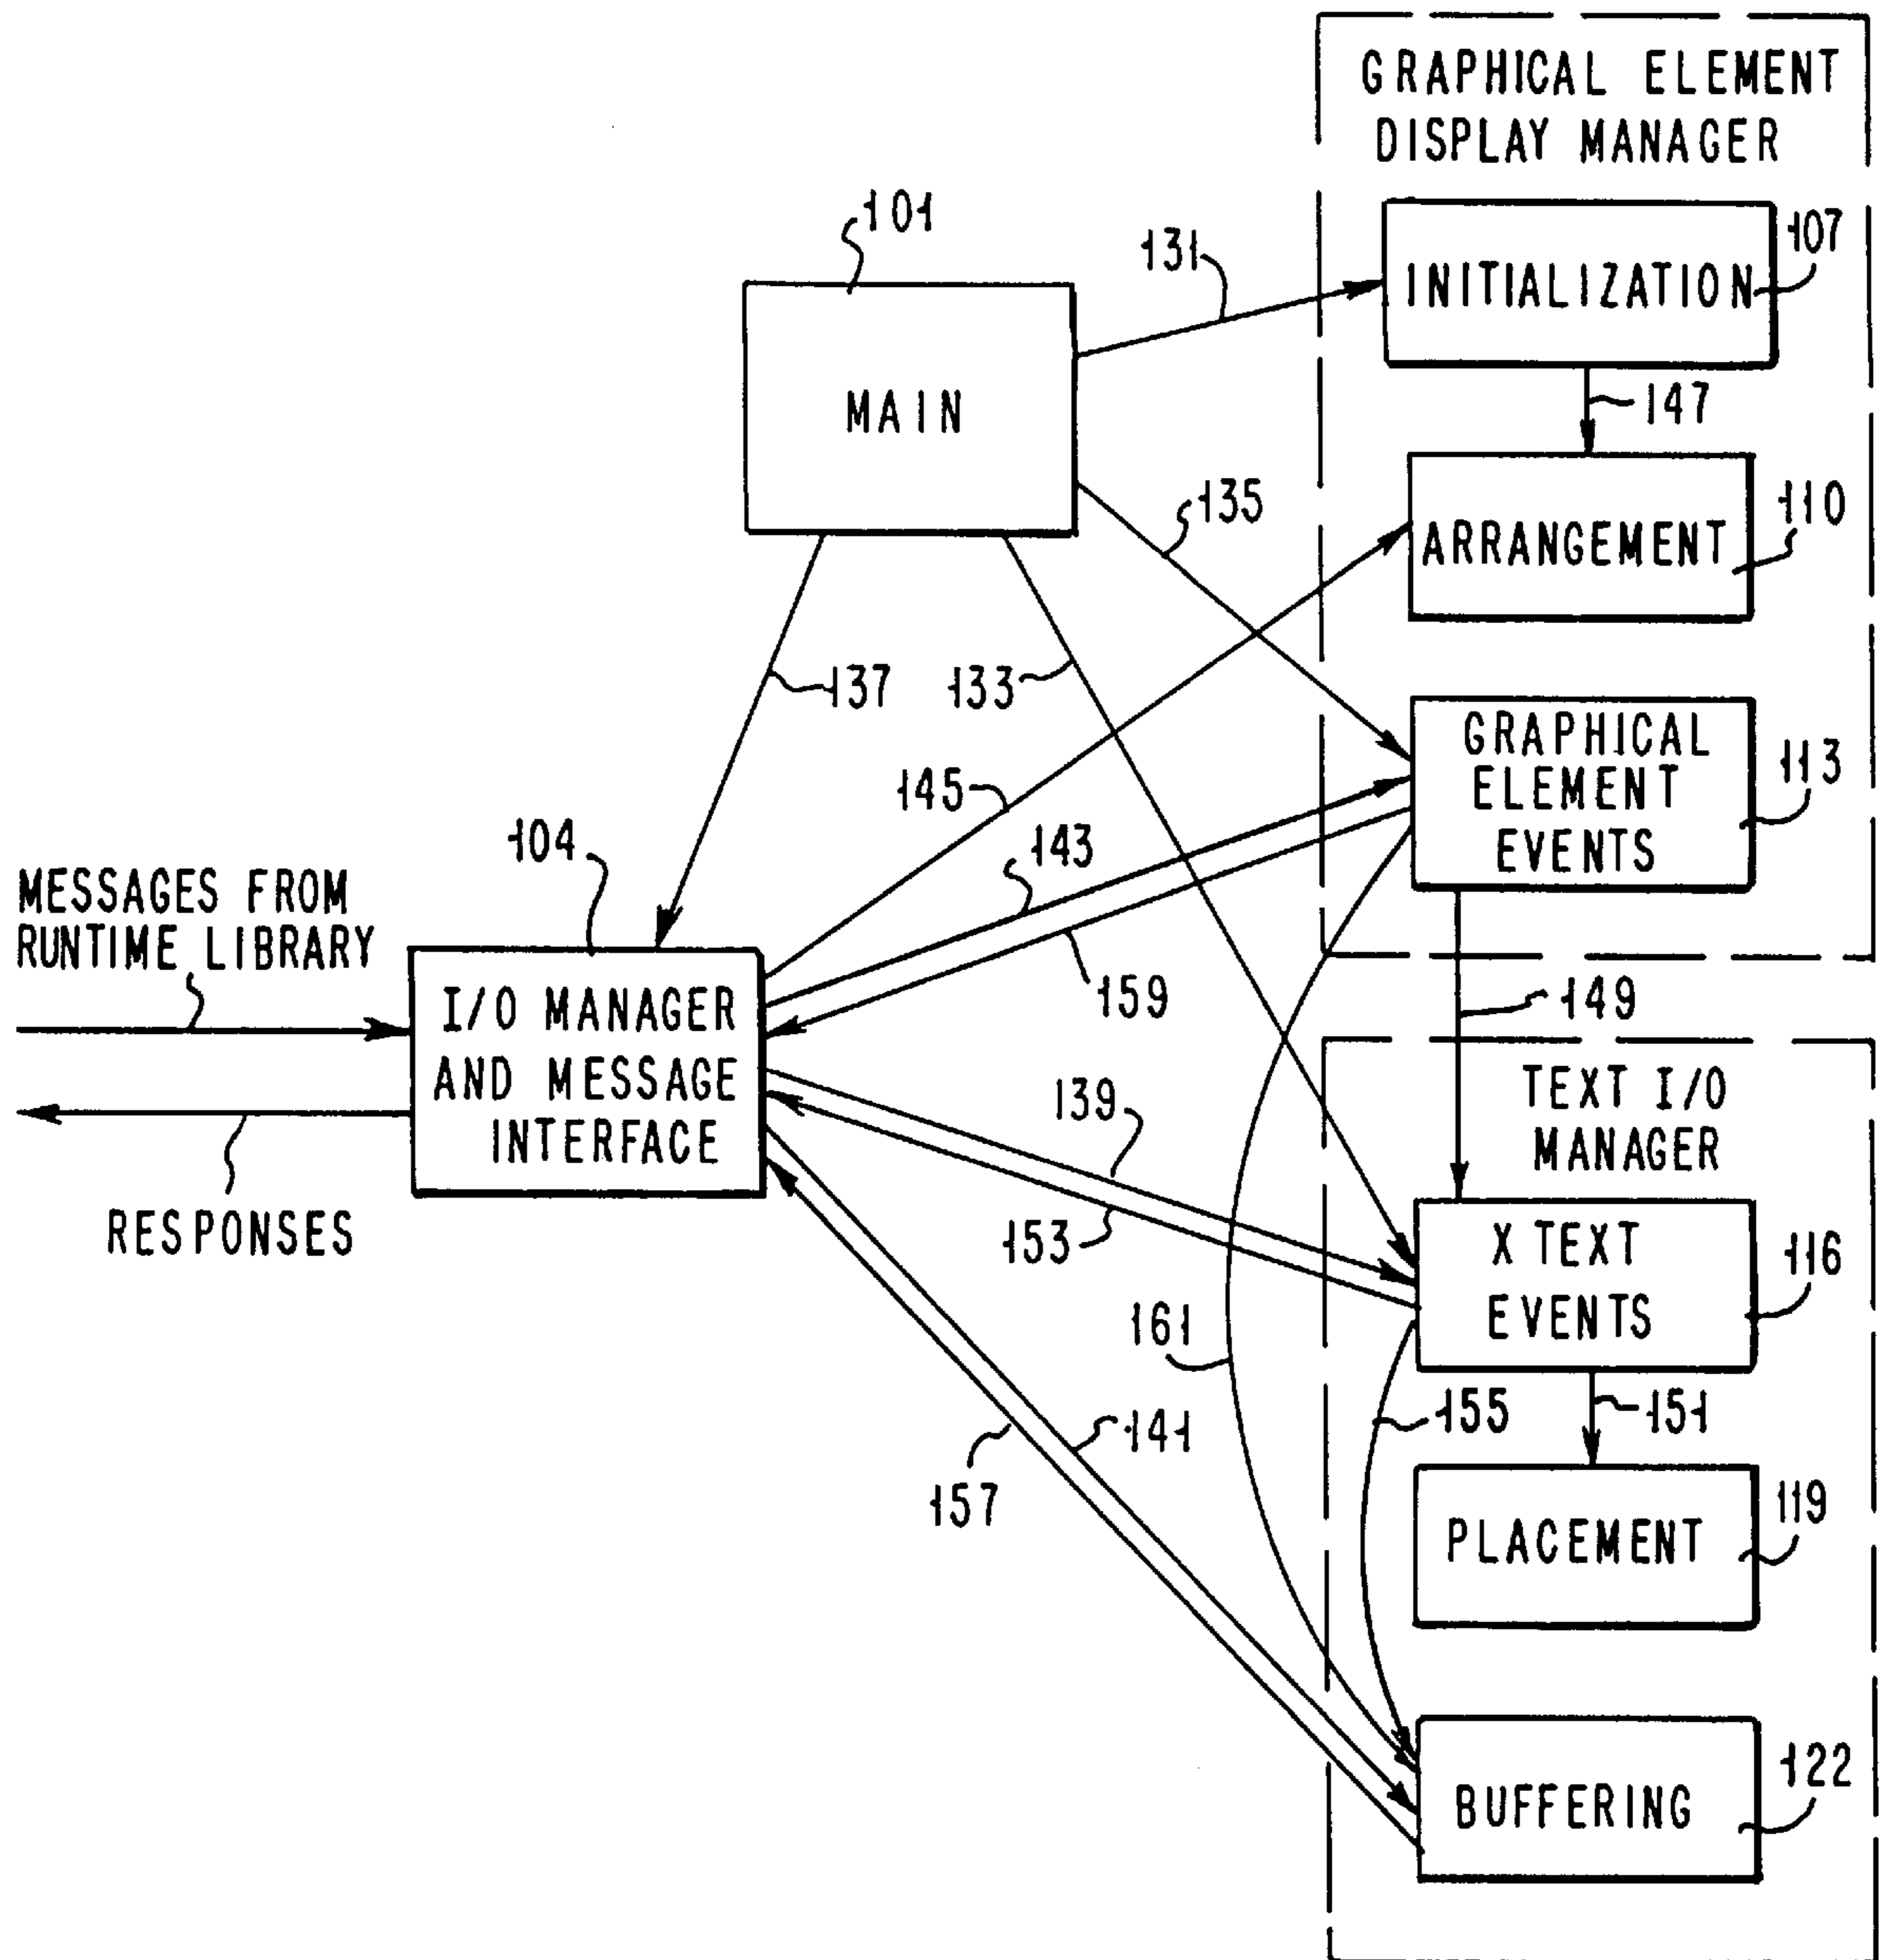 GRAPHICAL ELEMENT
DISPLAY MANAGER
101
131
107
INITIALIZATION
147
MAIN
135
110
ARRANGEMENT
137
133
GRAPHICAL
ELEMENT
EVENTS
113
145
104
143
MESSAGES FROM
RUNTIME LIBRARY
159
149
I/O MANAGER
AND MESSAGE
INTERFACE
TEXT I/O
MANAGER
139
RESPONSES
153
X TEXT
EVENTS
116
161
155
151
141
157
119
PLACEMENT
122
BUFFERING